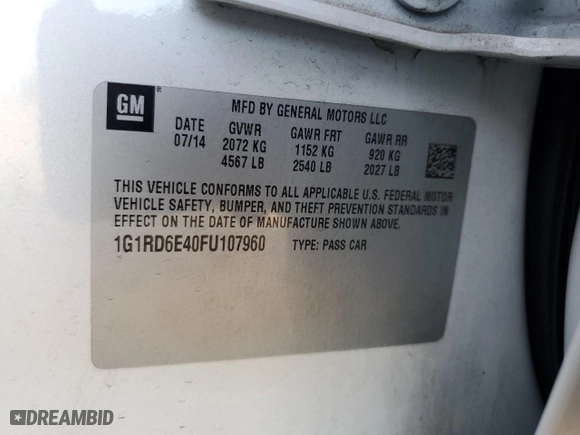 GM
®
MFD BY GENERAL MOTORS LLC
DATE GVWR GAWR FRT GAWR RR
07/14 2072 KG 1152 KG 920 KG
4567 LB 2540 LB 2027 LB
THIS VEHICLE CONFORMS TO ALL APPLICABLE U.S. FEDERAL MOTOR
VEHICLE SAFETY, BUMPER, AND THEFT PREVENTION STANDARDS IN
EFFECT ON THE DATE OF MANUFACTURE SHOWN ABOVE.
1G1RD6E40FU107960 TYPE: PASS CAR
DREAMBID